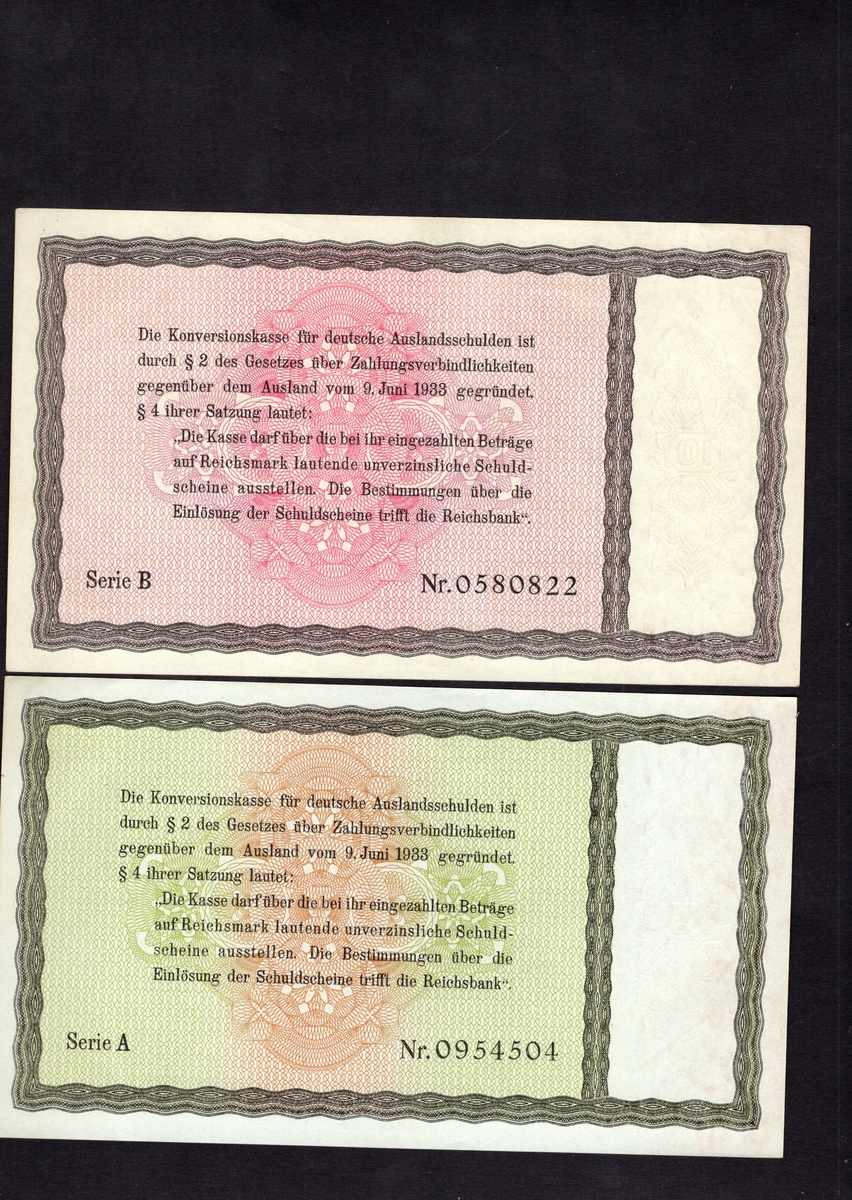 Die Konversionskasse für deutsche Auslandsschulden ist
durch § 2 des Gesetzes über Zahlungsverbindlichkeiten
gegenüber dem Ausland vom 9. Juni 1933 gegründet.
§ 4 ihrer Satzung lautet:
„Die Kasse darf über die bei ihr eingezahlten Beträge
auf Reichsmark lautende unverzinsliche Schuld-
scheine ausstellen. Die Bestimmungen über die
Einlösung der Schuldscheine trifft die Reichsbank“.
Serie B
Nr. 0580822
Die Konversionskasse für deutsche Auslandsschulden ist
durch § 2 des Gesetzes über Zahlungsverbindlichkeiten
gegenüber dem Ausland vom 9. Juni 1933 gegründet.
§ 4 ihrer Satzung lautet:
„Die Kasse darf über die bei ihr eingezahlten Beträge
auf Reichsmark lautende unverzinsliche Schuld-
scheine ausstellen. Die Bestimmungen über die
Einlösung der Schuldscheine trifft die Reichsbank“.
Serie A
Nr. 0954504